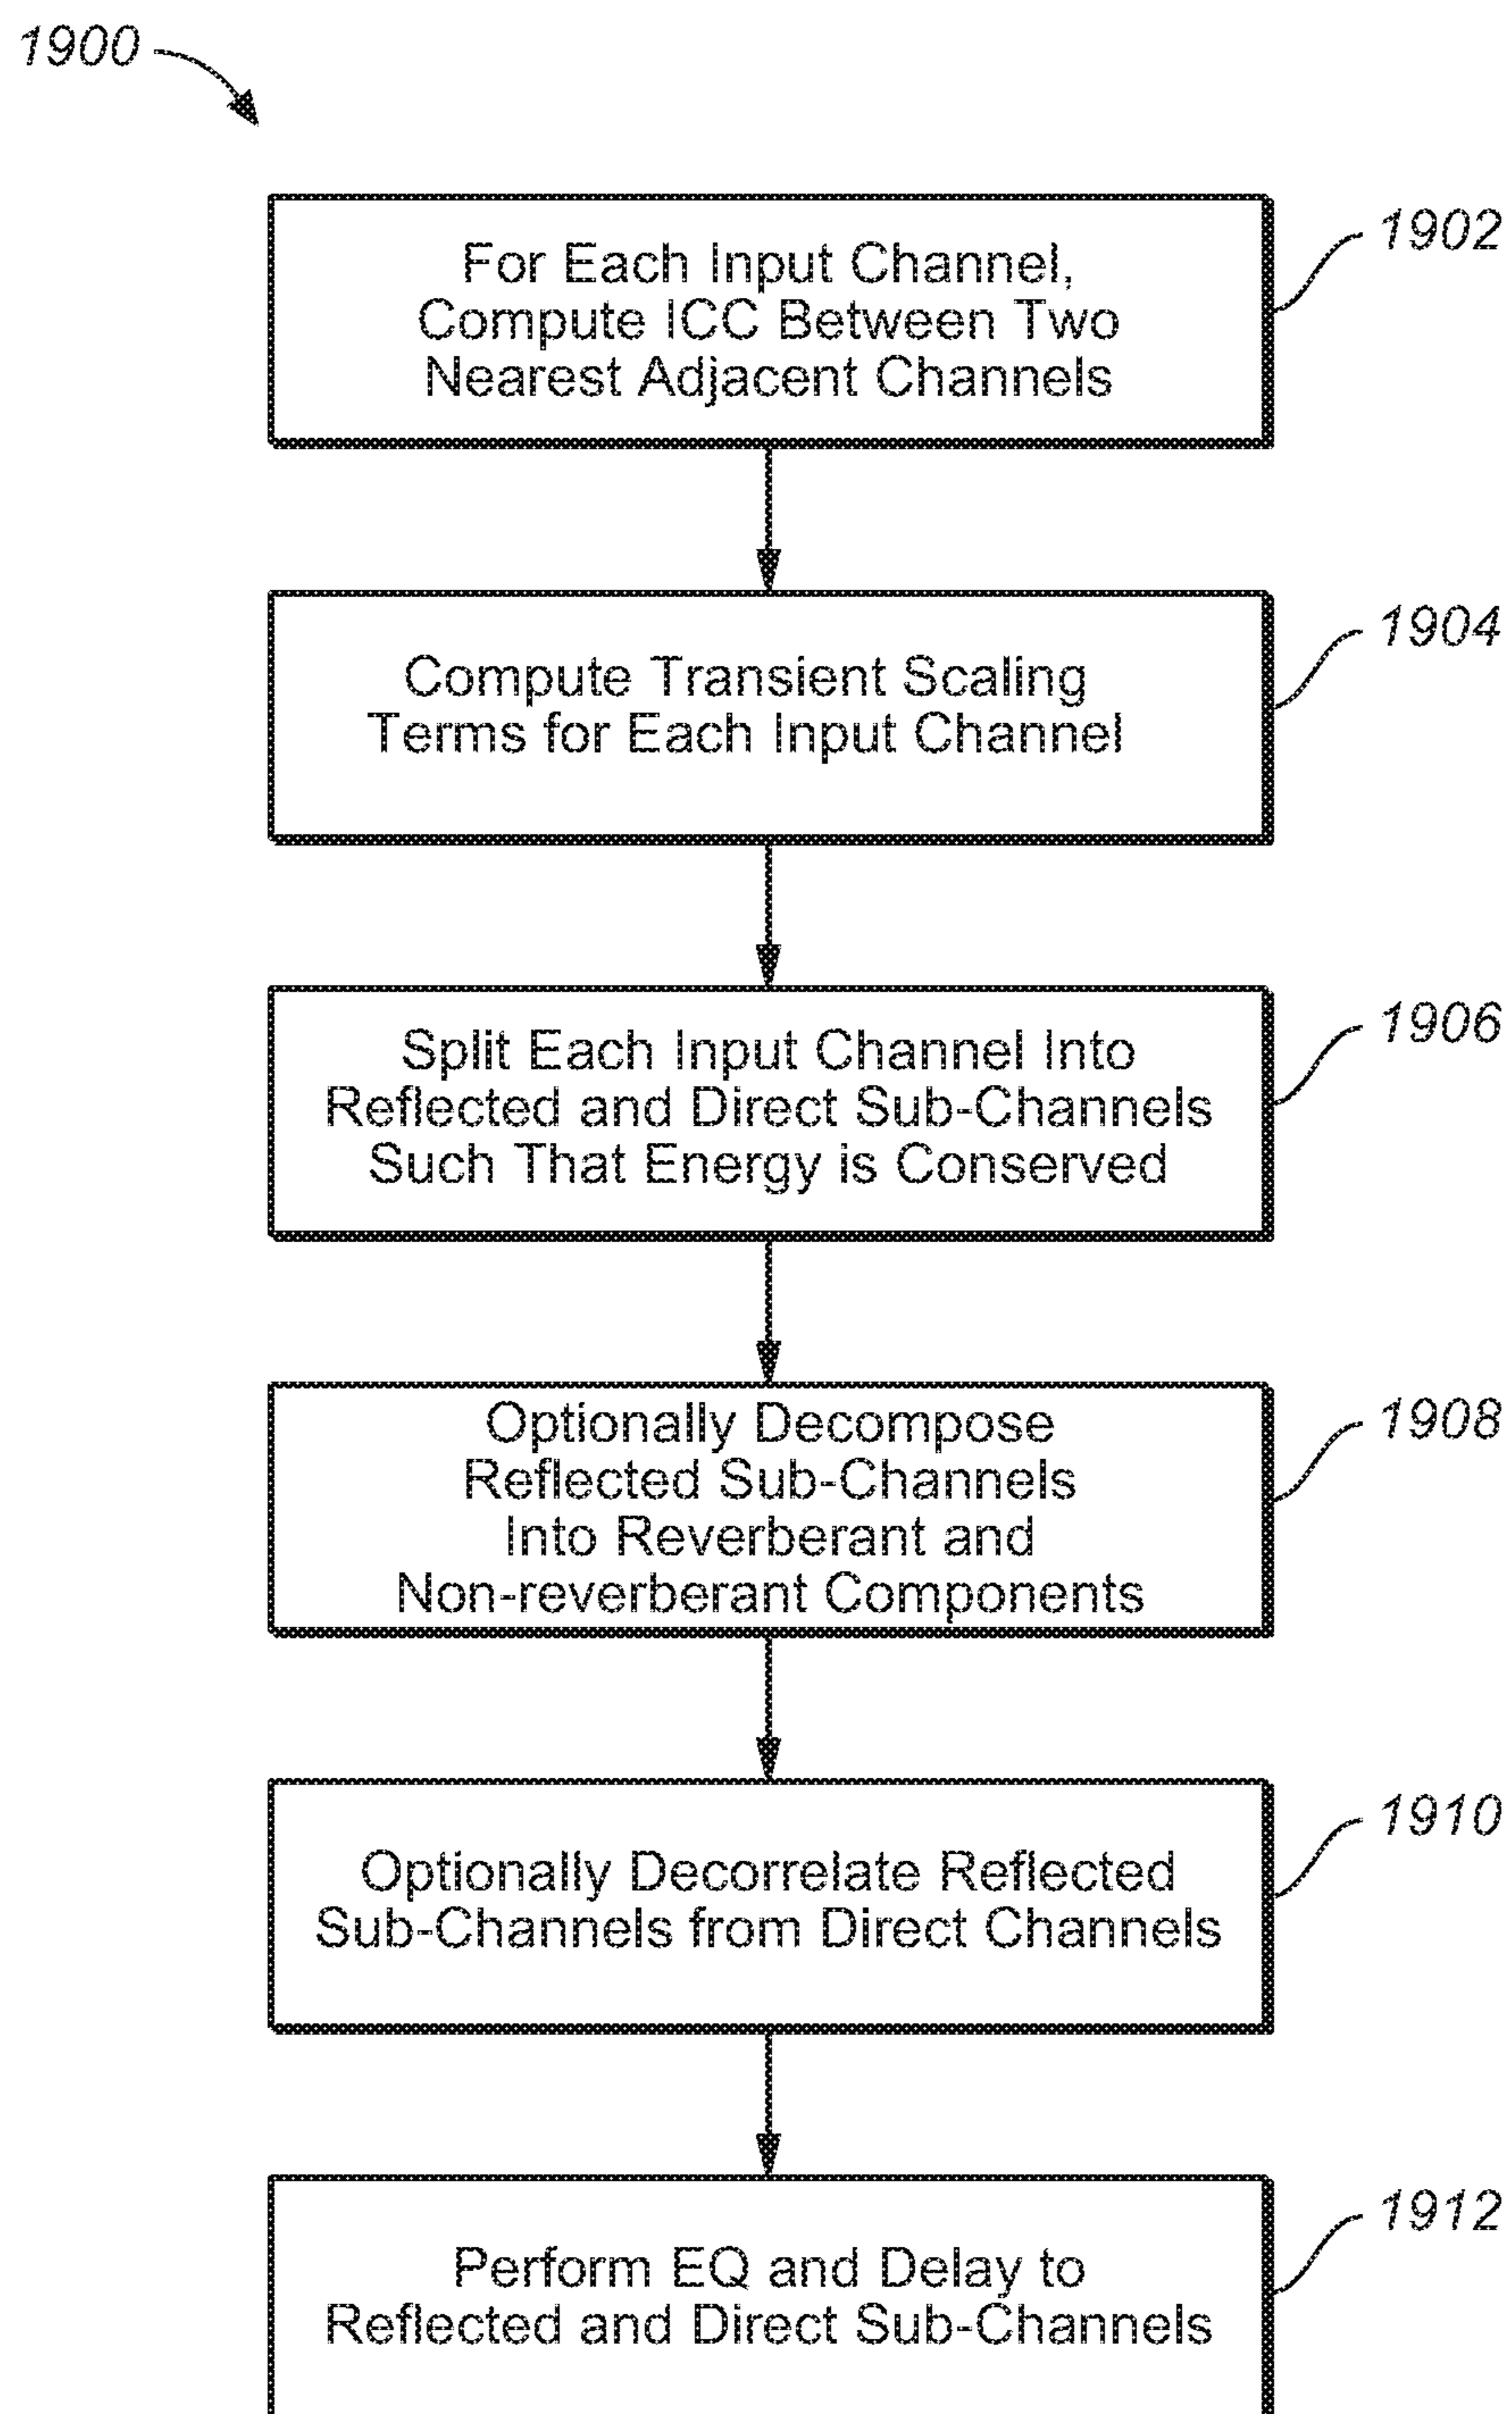 1900
For Each Input Channel,
Compute ICC Between Two
Nearest Adjacent Channels
1902
Compute Transient Scaling
Terms for Each Input Channel
1904
Split Each Input Channel Into
Reflected and Direct Sub-Channels
Such That Energy is Conserved
1906
Optionally Decompose
Reflected Sub-Channels
Into Reverberant and
Non-reverberant Components
1908
Optionally Decorrelate Reflected
Sub-Channels from Direct Channels
1910
Perform EQ and Delay to
Reflected and Direct Sub-Channels
1912